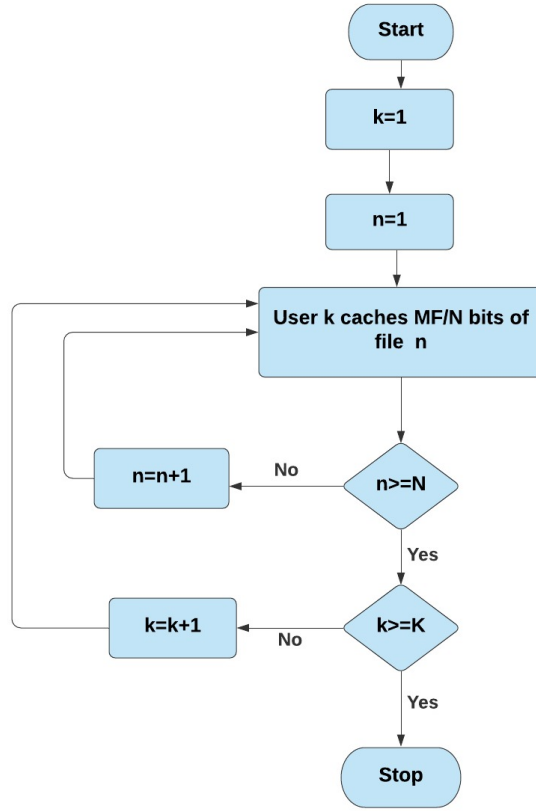 Start
k=1
n=1
User k caches MF/N bits of
file n
n=n+1
No
n>=N
Yes
k=k+1
No
k>=K
Yes
Stop